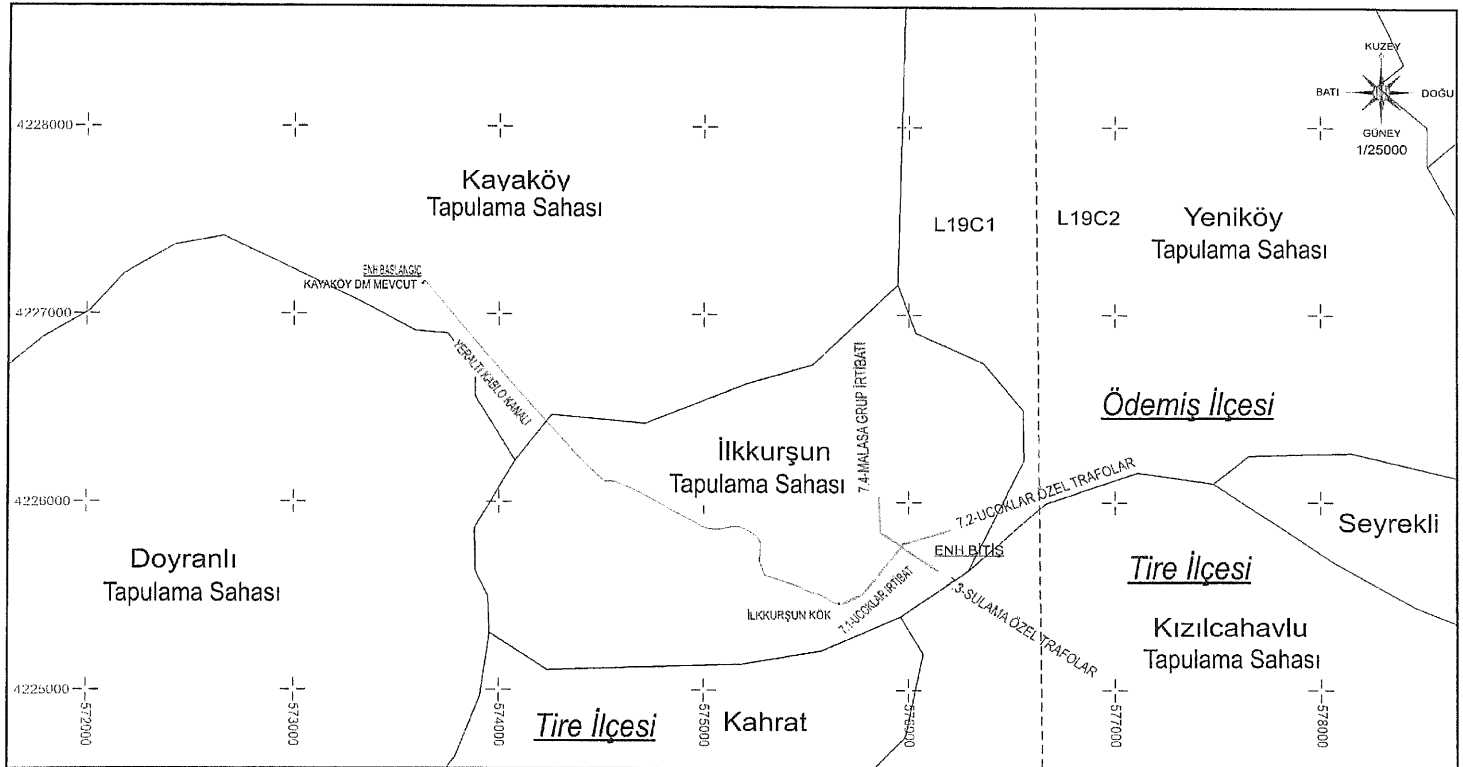 KUZEY
BATI
DOĞU
GÜNEY
1/25000
4228000
Kayaköy
Tapulama Sahası
L19C1
L19C2
Yeniköy
Tapulama Sahası
ENH BAŞLANGIÇ
KAYAKÖY DM MEVCUT
4227000
YERALTI KABLO KANALI
7.4-MALASA GRUP İRTİBATI
Ödemiş İlçesi
İlkkurşun
Tapulama Sahası
4226000
7.2-UCOKLAR ÖZEL TRAFOLAR
Seyrekli
ENH BİTİŞ
Doyranlı
Tapulama Sahası
Tire İlçesi
7.1-UCOKLAR İRTİBAT
7.3-SULAMA ÖZEL TRAFOLAR
İLKKURŞUN KÖK
Kızılcahavlu
Tapulama Sahası
4225000
Tire İlçesi
Kahrat
572000
573000
574000
575000
576000
577000
578000